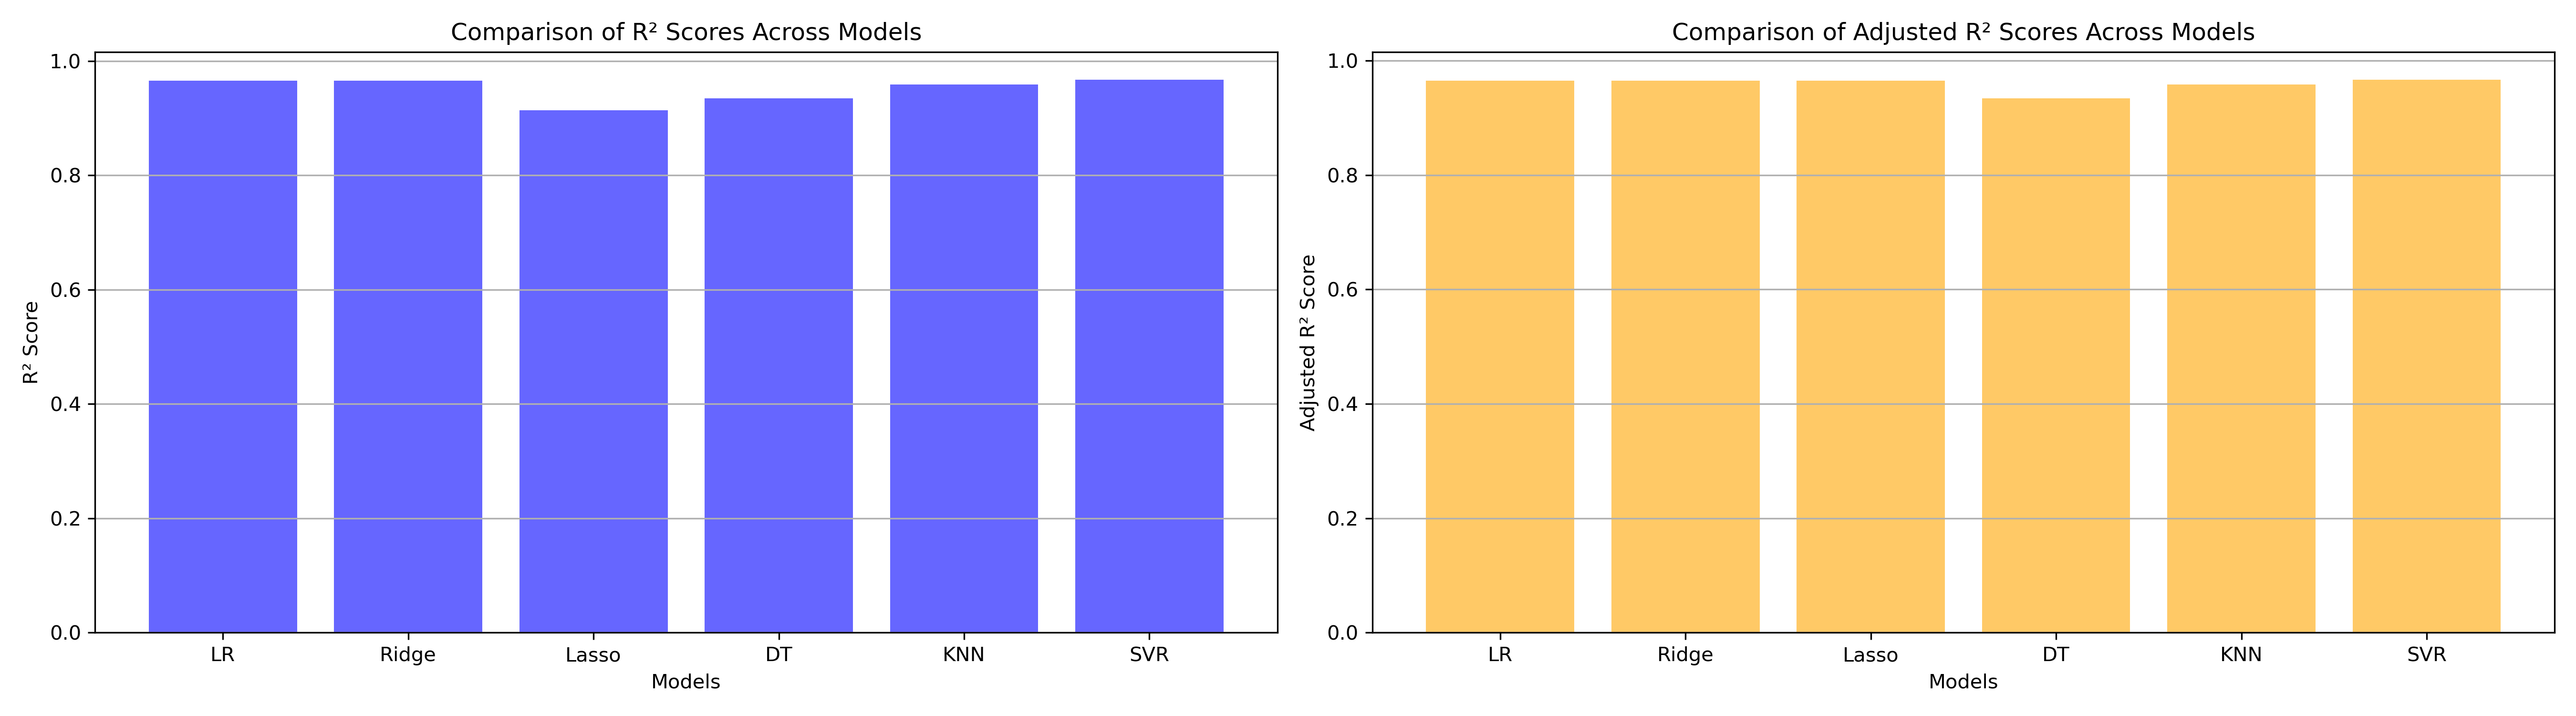 Comparison of R² Scores Across Models
1.0
0.8
0.6
0.4
0.2
0.0
R² Score
LR Ridge Lasso DT KNN SVR
Models
Comparison of Adjusted R² Scores Across Models
1.0
0.8
0.6
0.4
0.2
0.0
Adjusted R² Score
LR Ridge Lasso DT KNN SVR
Models